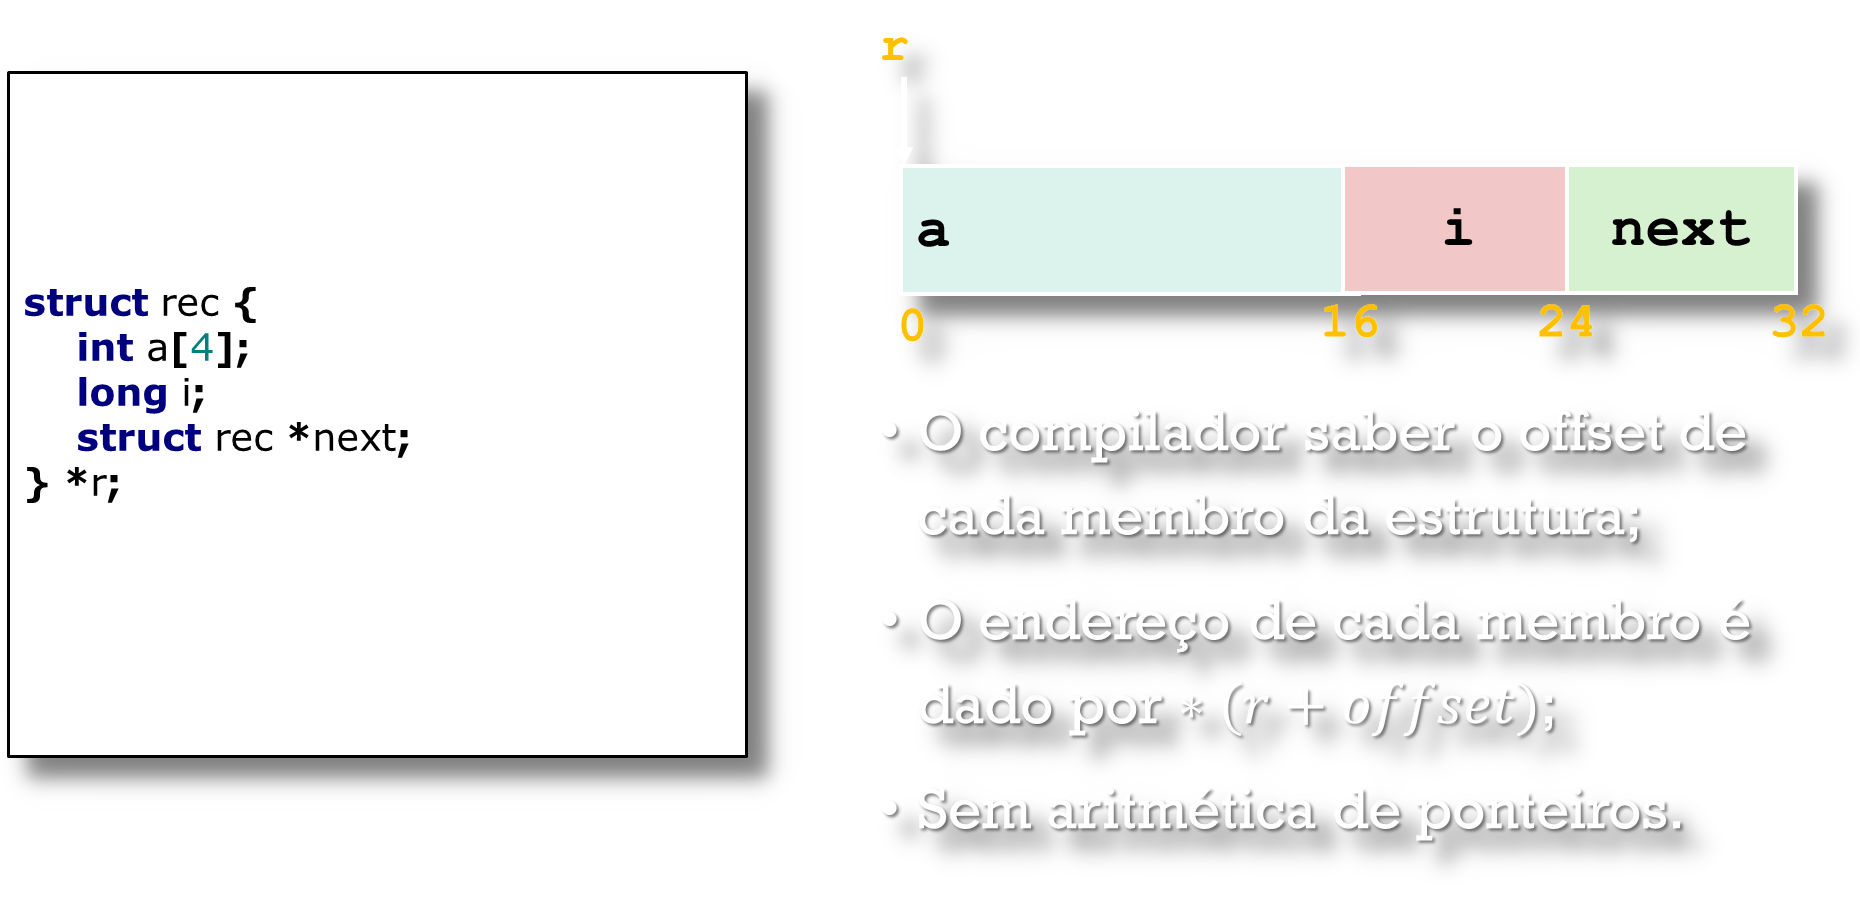 struct rec {
int a[4];
long i;
struct rec *next;
} *r;
r
a i next
0 16 24 32
• O compilador saber o offset de
cada membro da estrutura;
• O endereço de cada membro é
dado por ∗ (r + offset);
• Sem aritmética de ponteiros.